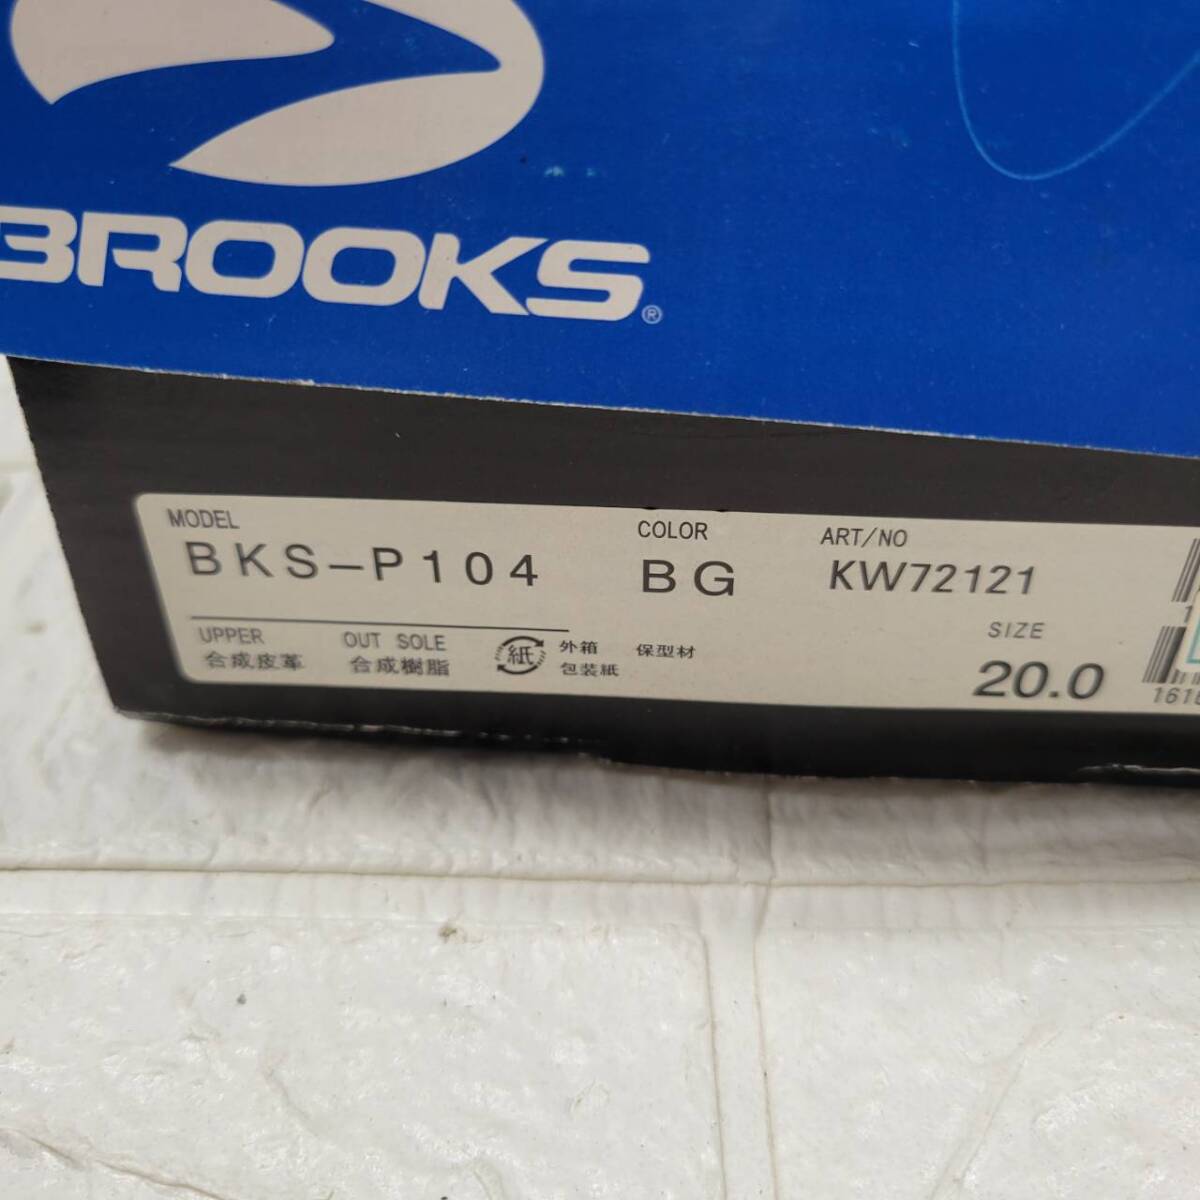 BROOKS®
MODEL
BKS-P104
COLOR
BG
ART/NO
KW72121
UPPER
合成皮革
OUT SOLE
合成樹脂
紙
外箱
包装紙
保型材
SIZE
20.0